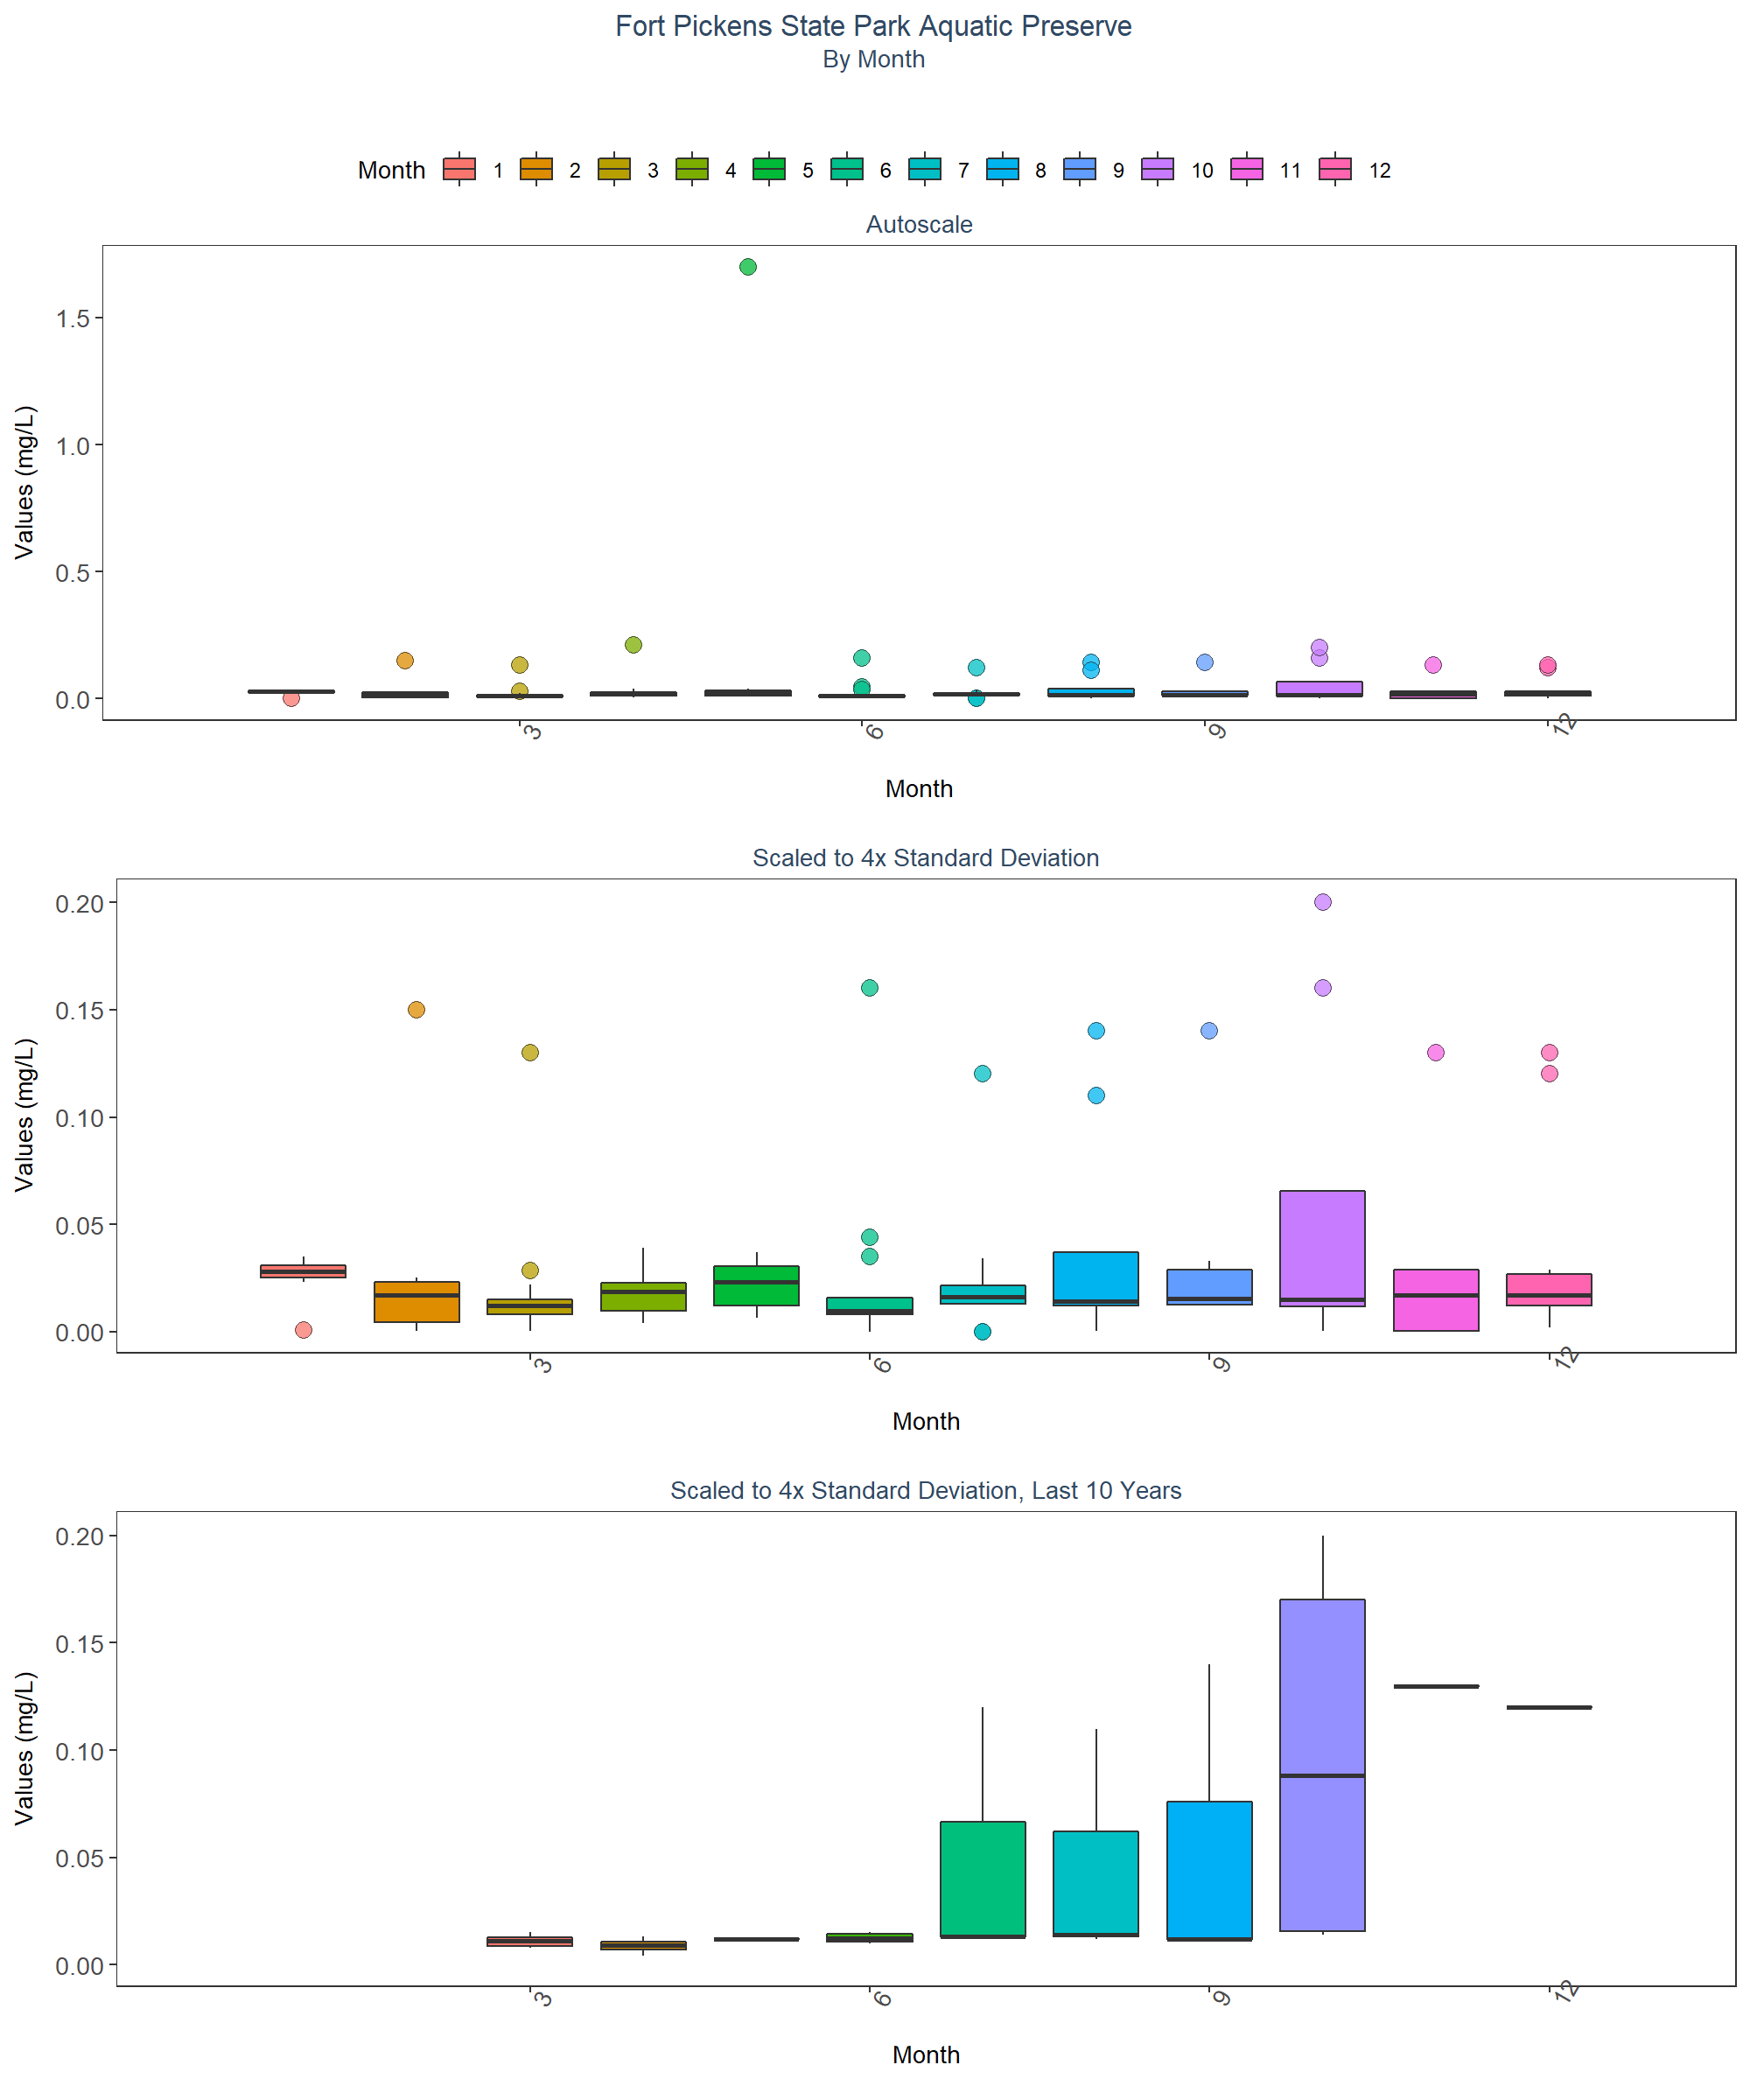 Fort Pickens State Park Aquatic Preserve
By Month
Month 1 2 3 4 5 6 7 8 9 10 11 12
Autoscale
Values (mg/L)
1.5
1.0
0.5
0.0
3 6 9 12
Month
Scaled to 4x Standard Deviation
Values (mg/L)
0.20
0.15
0.10
0.05
0.00
3 6 9 12
Month
Scaled to 4x Standard Deviation, Last 10 Years
Values (mg/L)
0.20
0.15
0.10
0.05
0.00
3 6 9 12
Month